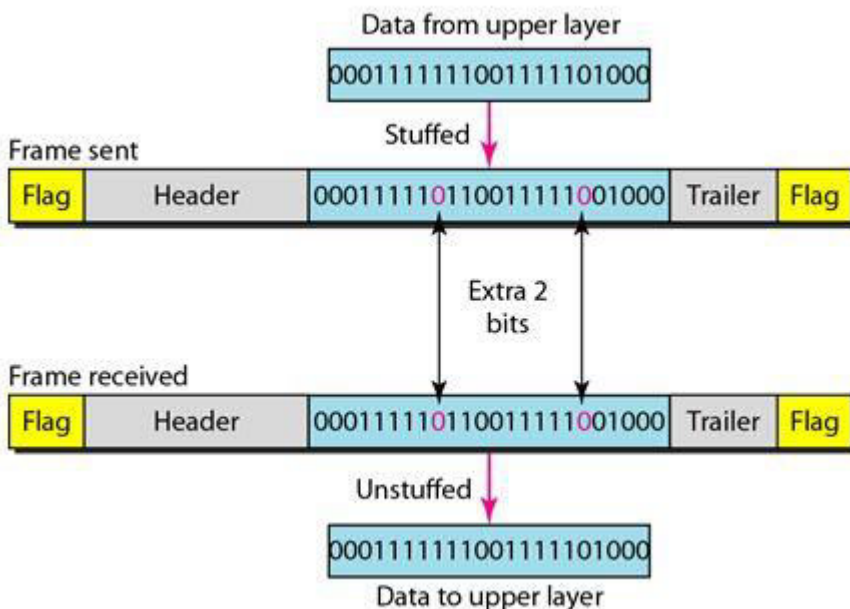 Data from upper layer
0001111111001111101000
Stuffed
Frame sent
Flag Header 000111110110011111001000 Trailer Flag
Extra 2
bits
Frame received
Flag Header 000111110110011111001000 Trailer Flag
Unstuffed
0001111111001111101000
Data to upper layer